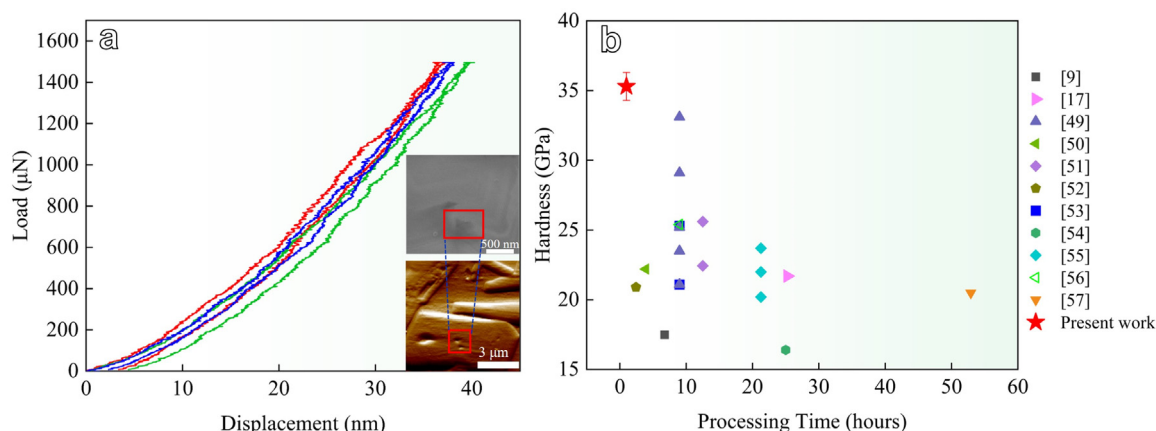 a
1600
1400
1200
1000
800
600
400
200
0
Load (μN)
0 10 20 30 40
Displacement (nm)
500 nm
3 μm
b
40
35
30
25
20
15
Hardness (GPa)
0 10 20 30 40 50 60
Processing Time (hours)
[9]
[17]
[49]
[50]
[51]
[52]
[53]
[54]
[55]
[56]
[57]
Present work